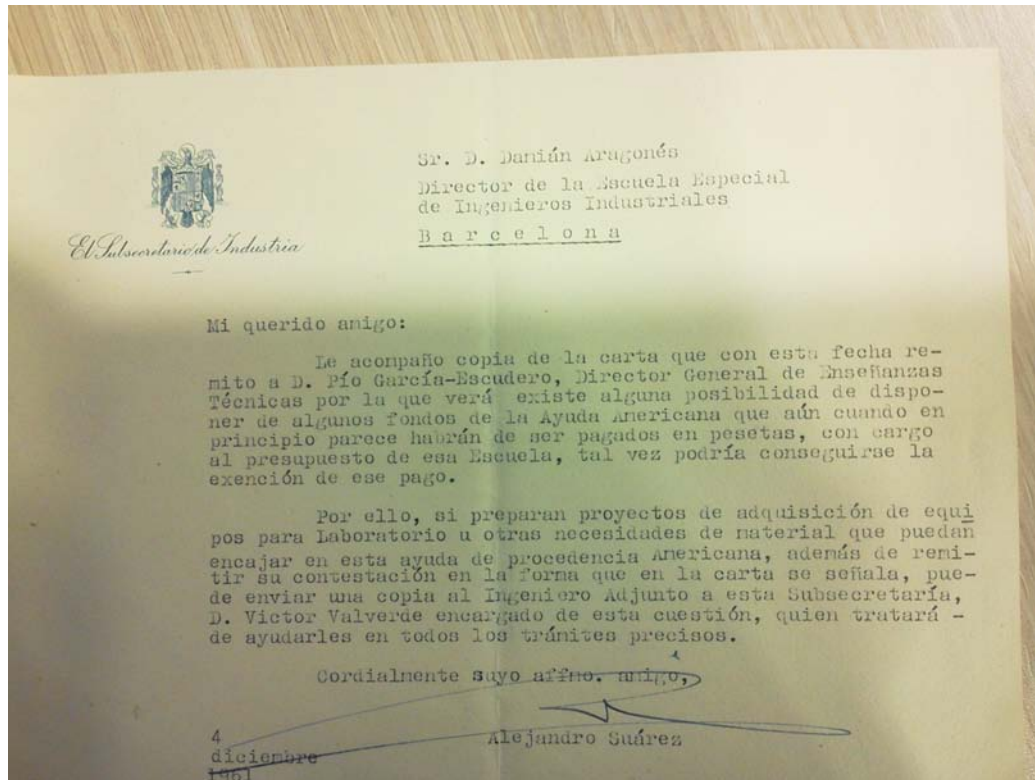 El Subsecretario de Industria
Sr. D. Damián Aragonés
Director de la Escuela Especial
de Ingenieros Industriales
Barcelona
Mi querido amigo:
Le acompaño copia de la carta que con esta fecha re-
mito a D. Pío García-Escudero, Director General de Enseñanzas
Técnicas por la que verá existe alguna posibilidad de dispo-
ner de algunos fondos de la Ayuda Americana que aún cuando en
principio parece habrán de ser pagados en pesetas, con cargo
al presupuesto de esa Escuela, tal vez podría conseguirse la
exención de ese pago.
Por ello, si preparan proyectos de adquisición de equi
pos para Laboratorio u otras necesidades de material que puedan
encajar en esta ayuda de procedencia Americana, además de remi-
tir su contestación en la forma que en la carta se señala, pue-
de enviar una copia al Ingeniero Adjunto a esta Subsecretaría,
D. Victor Valverde encargado de esta cuestión, quien tratará -
de ayudarles en todos los trámites precisos.
Cordialmente suyo affmo. amigo,
Alejandro Suárez
4
diciembre
1961